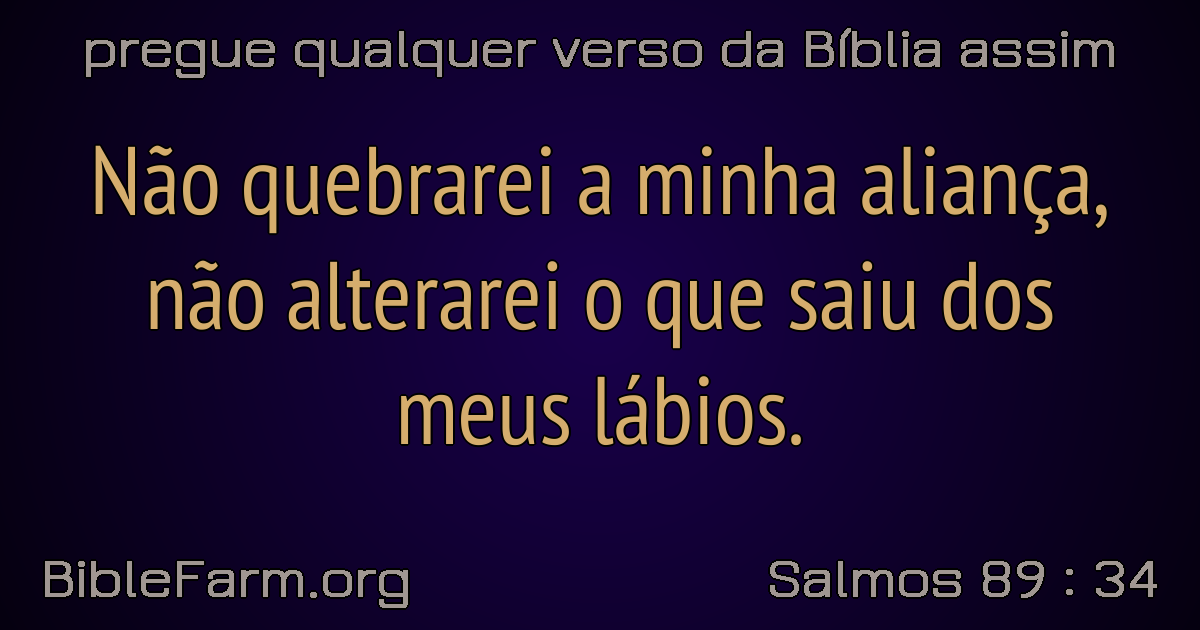 pregue qualquer verso da Bíblia assim
Não quebrarei a minha aliança,
não alterarei o que saiu dos
meus lábios.
BibleFarm.org
Salmos 89 : 34